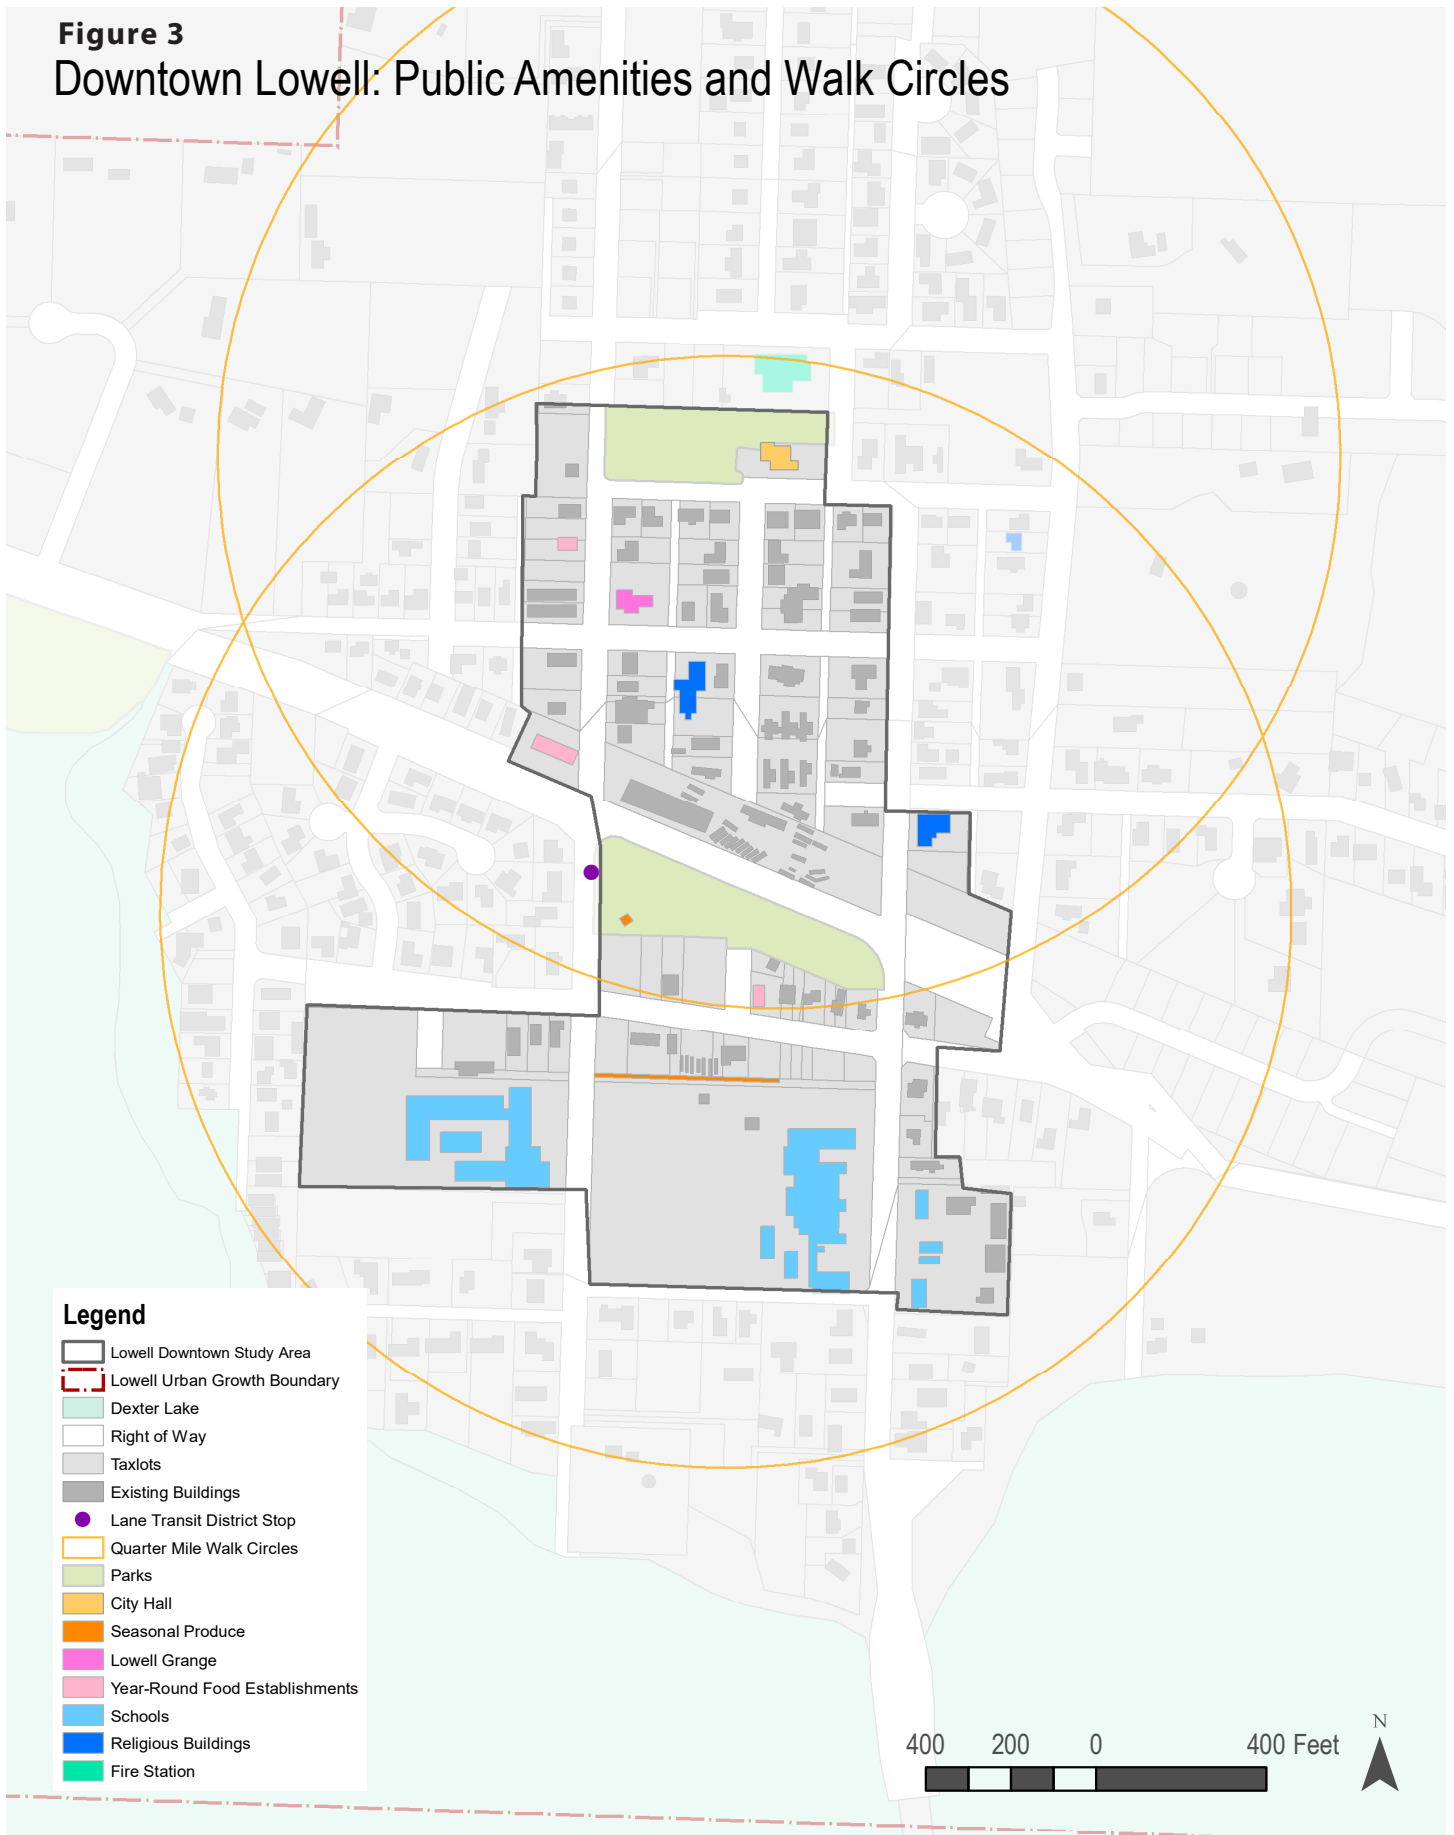 Figure 3
Downtown Lowell: Public Amenities and Walk Circles
Legend
Lowell Downtown Study Area
Lowell Urban Growth Boundary
Dexter Lake
Right of Way
Taxlots
Existing Buildings
Lane Transit District Stop
Quarter Mile Walk Circles
Parks
City Hall
Seasonal Produce
Lowell Grange
Year-Round Food Establishments
Schools
Religious Buildings
Fire Station
400 200 0 400 Feet
N